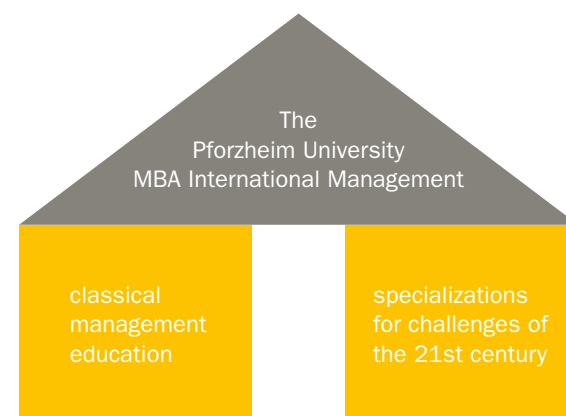 The
Pforzheim University
MBA International Management
classical
management
education
specializations
for challenges of
the 21st century